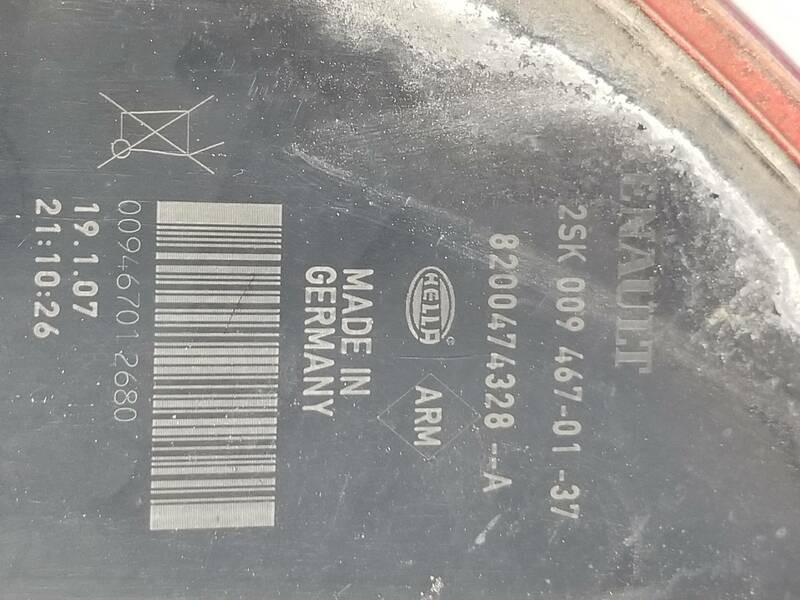 ENAULT
2SK 009 467-01 -37
8200474328 --A
HELLA
ARM
MADE IN
GERMANY
00946701 2680
19.1.07
21:10:26